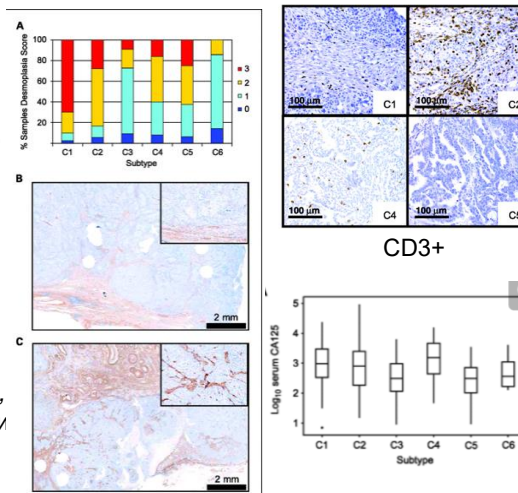 A
% Samples Desmoplasia Score
100
80
60
40
20
3
2
1
0
C1 C2 C3 C4 C5 C6
Subtype
B
2 mm
C
2 mm
100 µm
C1
100 µm
100 µm
C4
100 µm
CD3+
Log10 serum CA125
5
4
3
2
1
C1 C2 C3 C4 C5 C6
Subtype